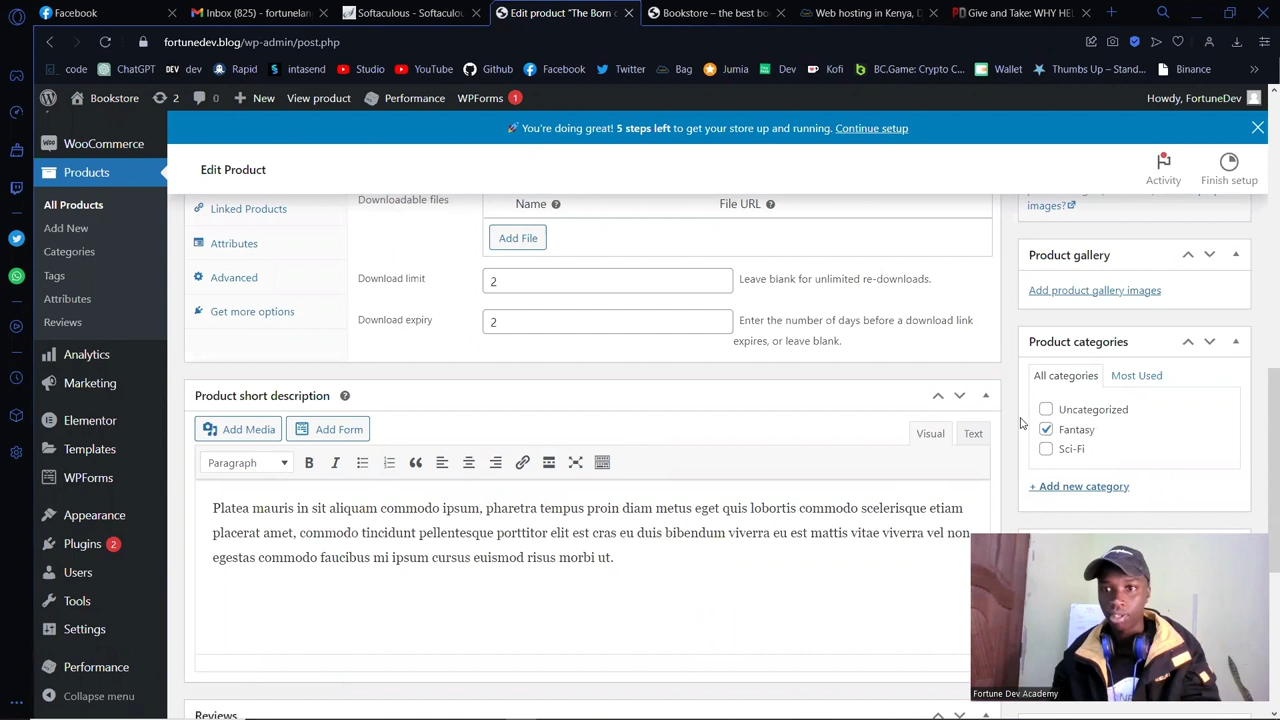 Facebook
Inbox (825) - fortunelan
Softaculous - Softaculou
Edit product "The Born o
Bookstore – the best bo
Web hosting in Kenya, D
Give and Take: WHY HEL
fortunedev.blog/wp-admin/post.php
code
ChatGPT
DEV dev
Rapid
intasend
Studio
YouTube
Github
Facebook
Twitter
Bag
Jumia
Dev
Kofi
BC.Game: Crypto C...
Wallet
Thumbs Up – Stand...
Binance
Bookstore
2
0
New
View product
Performance
WPForms 1
Howdy, FortuneDev
You're doing great! 5 steps left to get your store up and running. Continue setup
WooCommerce
Products
All Products
Add New
Categories
Tags
Attributes
Reviews
Analytics
Marketing
Elementor
Templates
WPForms
Appearance
Plugins 2
Users
Tools
Settings
Performance
Collapse menu
Edit Product
Activity
Finish setup
Linked Products
Attributes
Advanced
Get more options
Downloadable files
Name
File URL
Add File
Download limit
2
Leave blank for unlimited re-downloads.
Download expiry
2
Enter the number of days before a download link
expires, or leave blank.
Product short description
Add Media
Add Form
Visual
Text
Paragraph
Platea mauris in sit aliquam commodo ipsum, pharetra tempus proin diam metus eget quis lobortis commodo scelerisque etiam
placerat amet, commodo tincidunt pellentesque porttitor elit est cras eu duis bibendum viverra eu est mattis vitae viverra vel non
egestas commodo faucibus mi ipsum cursus euismod risus morbi ut.
Reviews
images?
Product gallery
Add product gallery images
Product categories
All categories
Most Used
Uncategorized
Fantasy
Sci-Fi
+ Add new category
Fortune Dev Academy